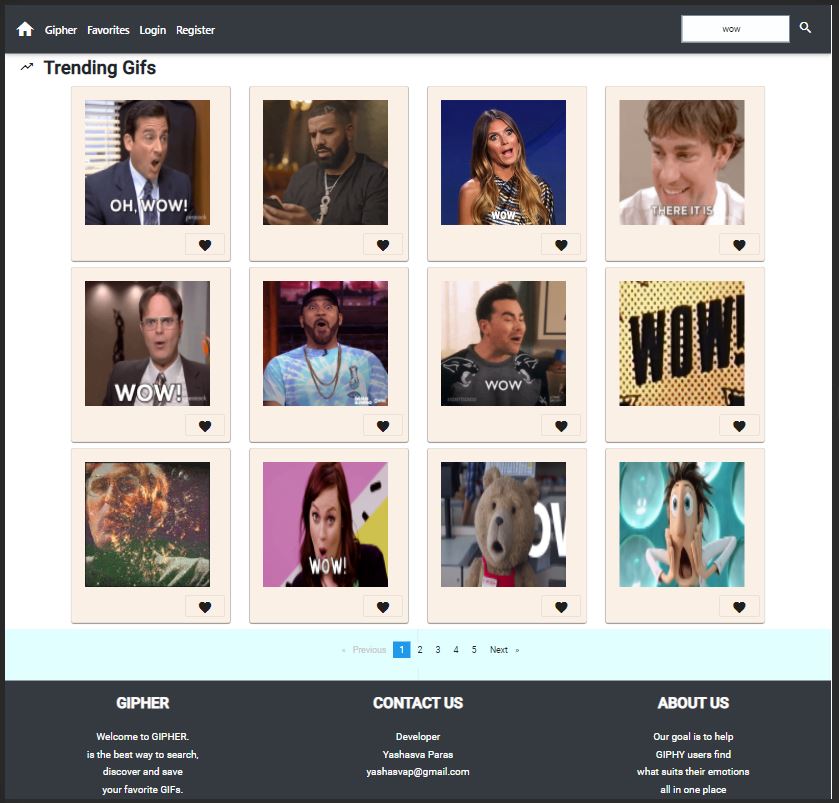 Gipher Favorites Login Register
wow
Trending Gifs
OH, WOW!
peacock
WOW
THERE IT IS
WOW!
peacock
WOW
WOW!
WOW!
« Previous 1 2 3 4 5 Next »
GIPHER
Welcome to GIPHER.
is the best way to search,
discover and save
your favorite GIFs.
CONTACT US
Developer
Yashasva Paras
yashasvap@gmail.com
ABOUT US
Our goal is to help
GIPHY users find
what suits their emotions
all in one place